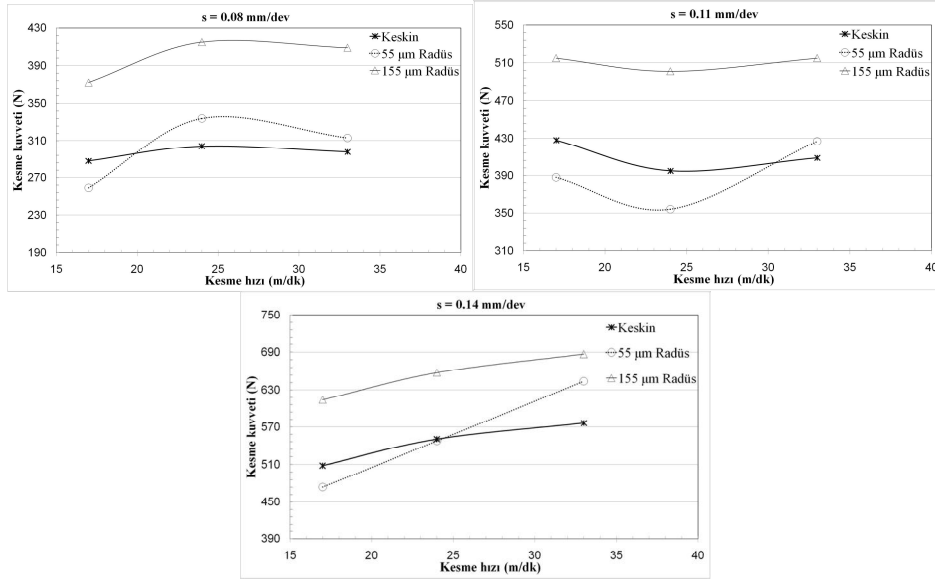 s = 0.08 mm/dev
Kesme kuvveti (N)
430
390
350
310
270
230
190
15 20 25 30 35 40
Kesme hızı (m/dk)
Keskin
55 µm Radüs
155 µm Radüs
s = 0.11 mm/dev
Kesme kuvveti (N)
550
510
470
430
390
350
310
15 20 25 30 35 40
Kesme hızı (m/dk)
Keskin
55 µm Radüs
155 µm Radüs
s = 0.14 mm/dev
Kesme kuvveti (N)
750
690
630
570
510
450
390
15 20 25 30 35 40
Kesme hızı (m/dk)
Keskin
55 µm Radüs
155 µm Radüs